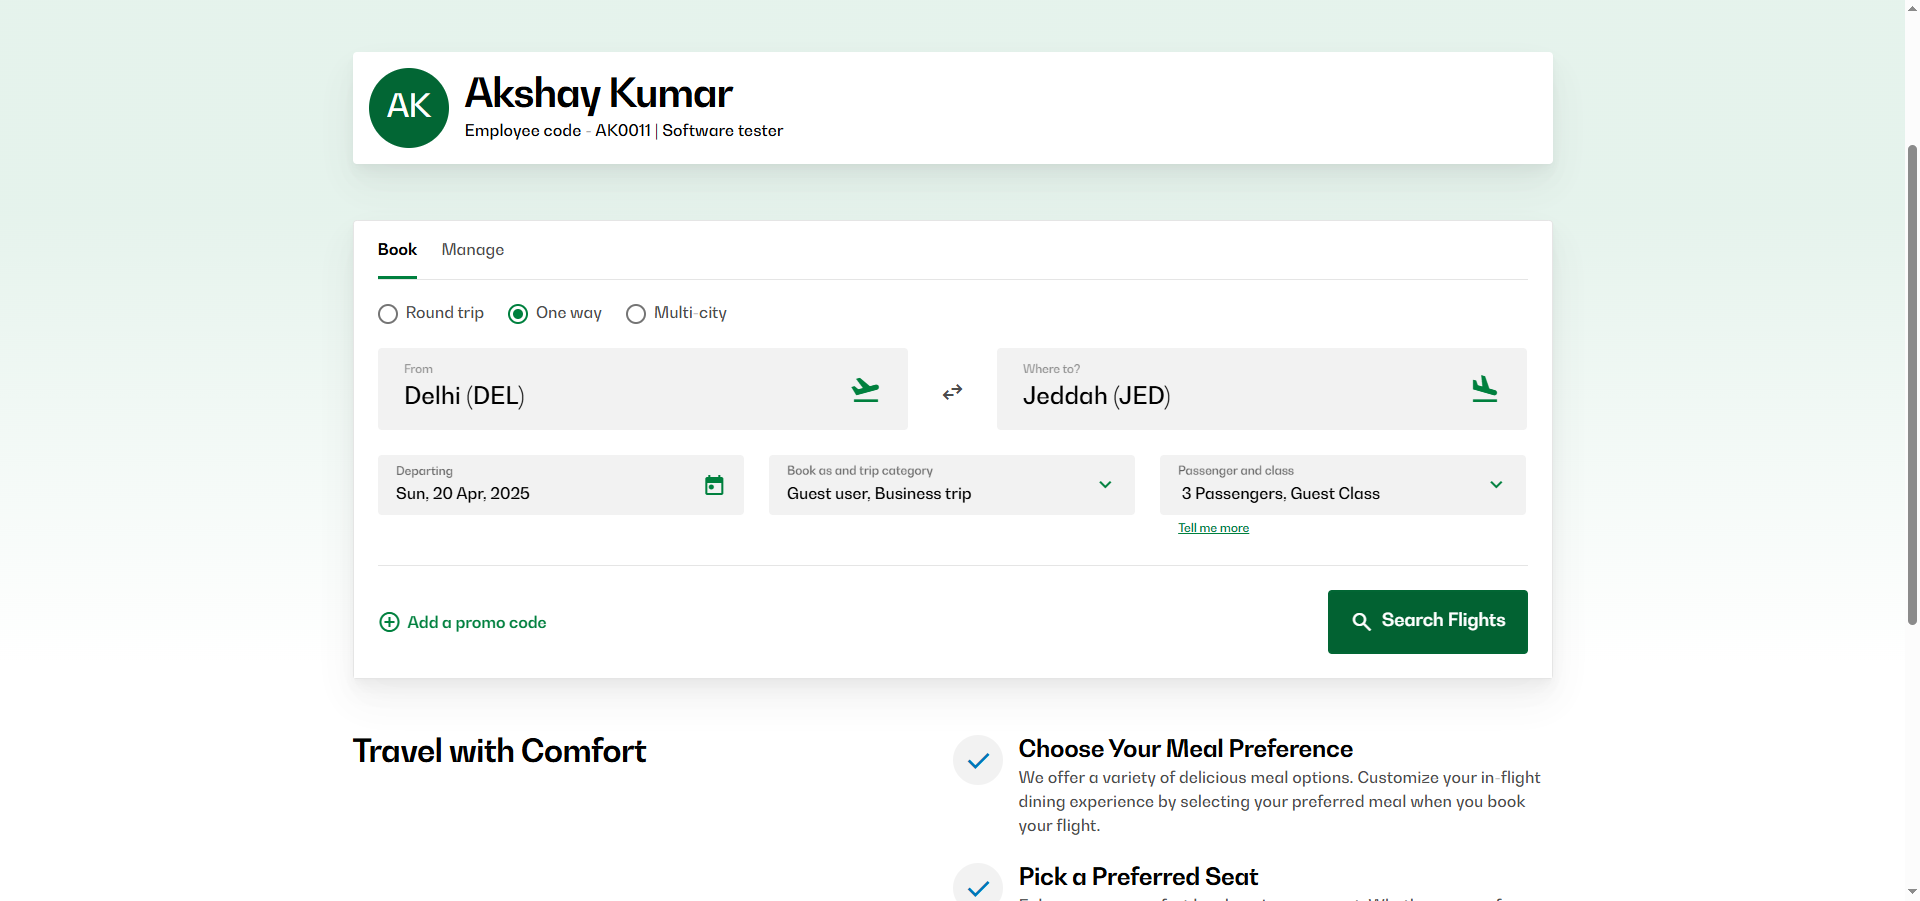 AK
Akshay Kumar
Employee code - AK0011 | Software tester
Book
Manage
Round trip
One way
Multi-city
From
Delhi (DEL)
Where to?
Jeddah (JED)
Departing
Sun, 20 Apr, 2025
Book as and trip category
Guest user, Business trip
Passenger and class
3 Passengers, Guest Class
Tell me more
Add a promo code
Search Flights
Travel with Comfort
Choose Your Meal Preference
We offer a variety of delicious meal options. Customize your in-flight
dining experience by selecting your preferred meal when you book
your flight.
Pick a Preferred Seat